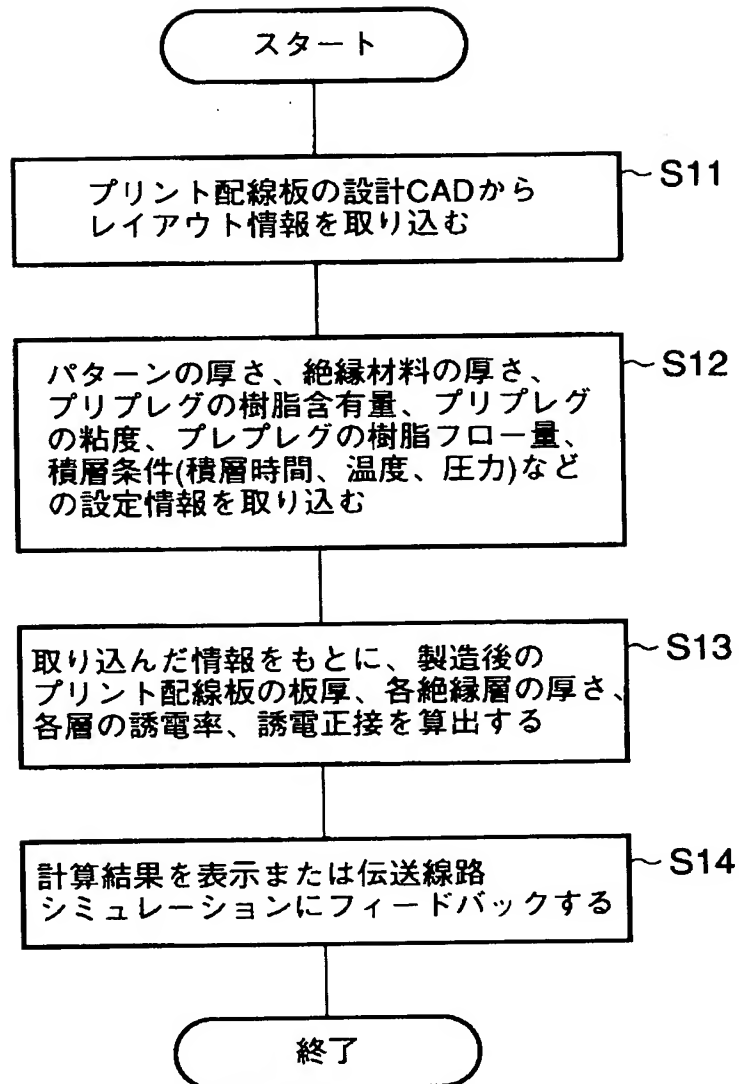 スタート
プリント配線板の設計CADから
レイアウト情報を取り込む
~S11
パターンの厚さ、絶縁材料の厚さ、
プリプレグの樹脂含有量、プリプレグ
の粘度、プレプレグの樹脂フロー量、
積層条件(積層時間、温度、圧力)など
の設定情報を取り込む
~S12
取り込んだ情報をもとに、製造後の
プリント配線板の板厚、各絶縁層の厚さ、
各層の誘電率、誘電正接を算出する
~S13
計算結果を表示または伝送線路
シミュレーションにフィードバックする
~S14
終了